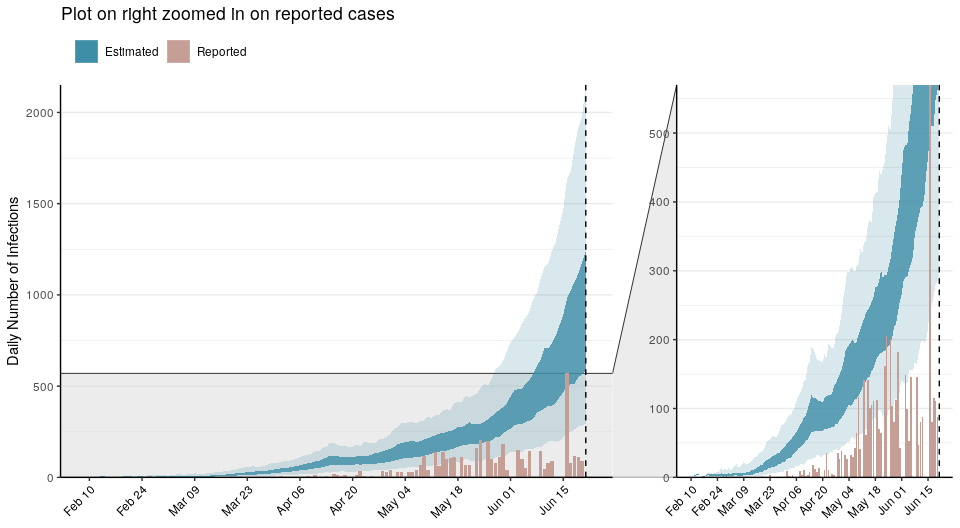 Plot on right zoomed in on reported cases
Estimated
Reported
Daily Number of Infections
2000
1500
1000
500
0
Feb 10
Feb 24
Mar 09
Mar 23
Apr 06
Apr 20
May 04
May 18
Jun 01
Jun 15
500
400
300
200
100
0
Feb 10
Feb 24
Mar 09
Mar 23
Apr 06
Apr 20
May 04
May 18
Jun 01
Jun 15